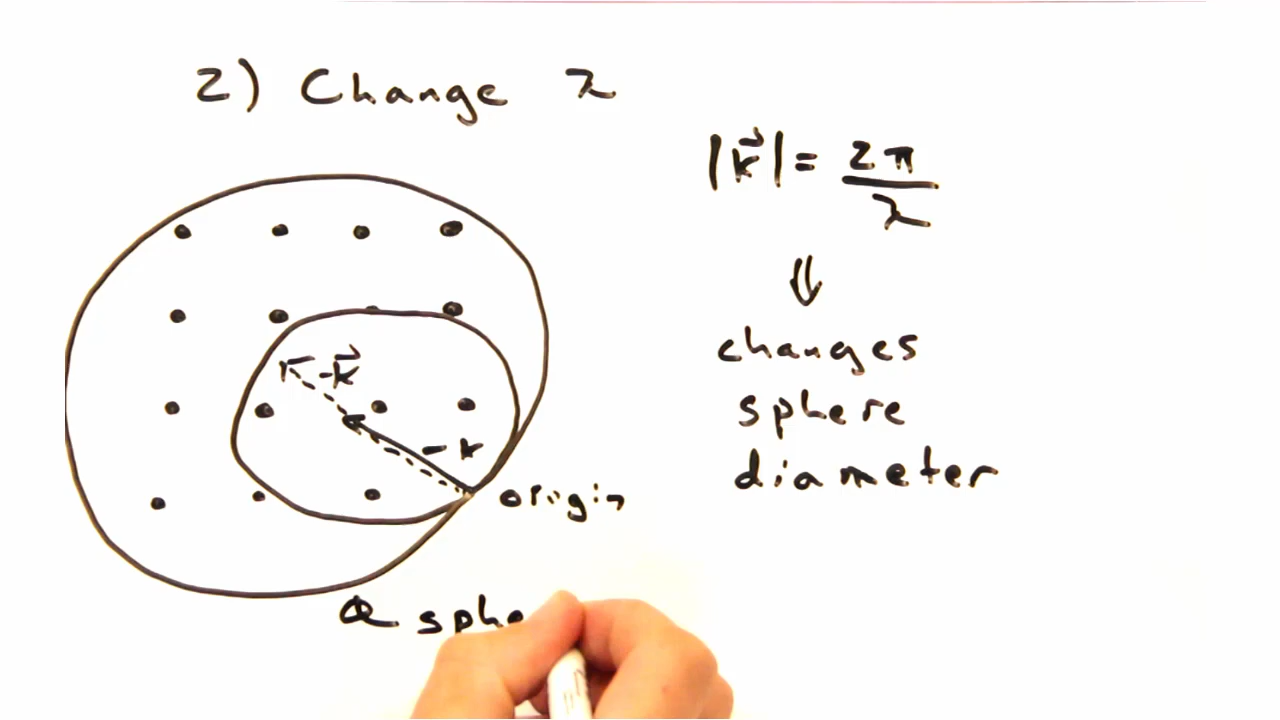 2) Change λ
|k⃗| = 2π
λ
⇓
changes
sphere
diameter
-k⃗
-k
origin
a sphe